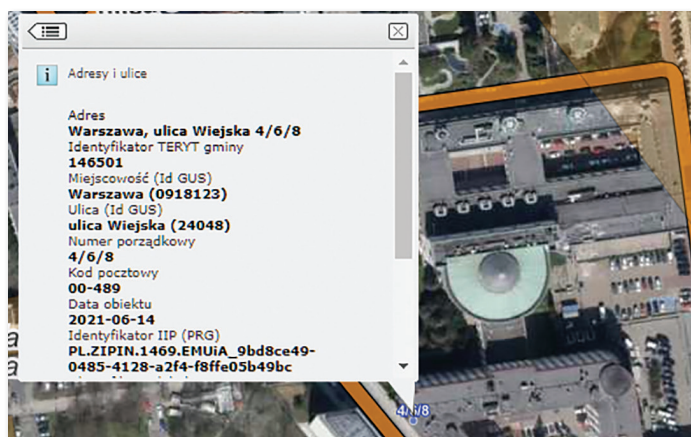 Adresy i ulice
Adres
Warszawa, ulica Wiejska 4/6/8
Identyfikator TERYT gminy
146501
Miejscowość (Id GUS)
Warszawa (0918123)
Ulica (Id GUS)
ulica Wiejska (24048)
Numer porządkowy
4/6/8
Kod pocztowy
00-489
Data obiektu
2021-06-14
Identyfikator IIP (PRG)
PL.ZIPIN.1469.EMUiA_9bd8ce49-
0485-4128-a2f4-f8ffe05b49bc
4/6/8